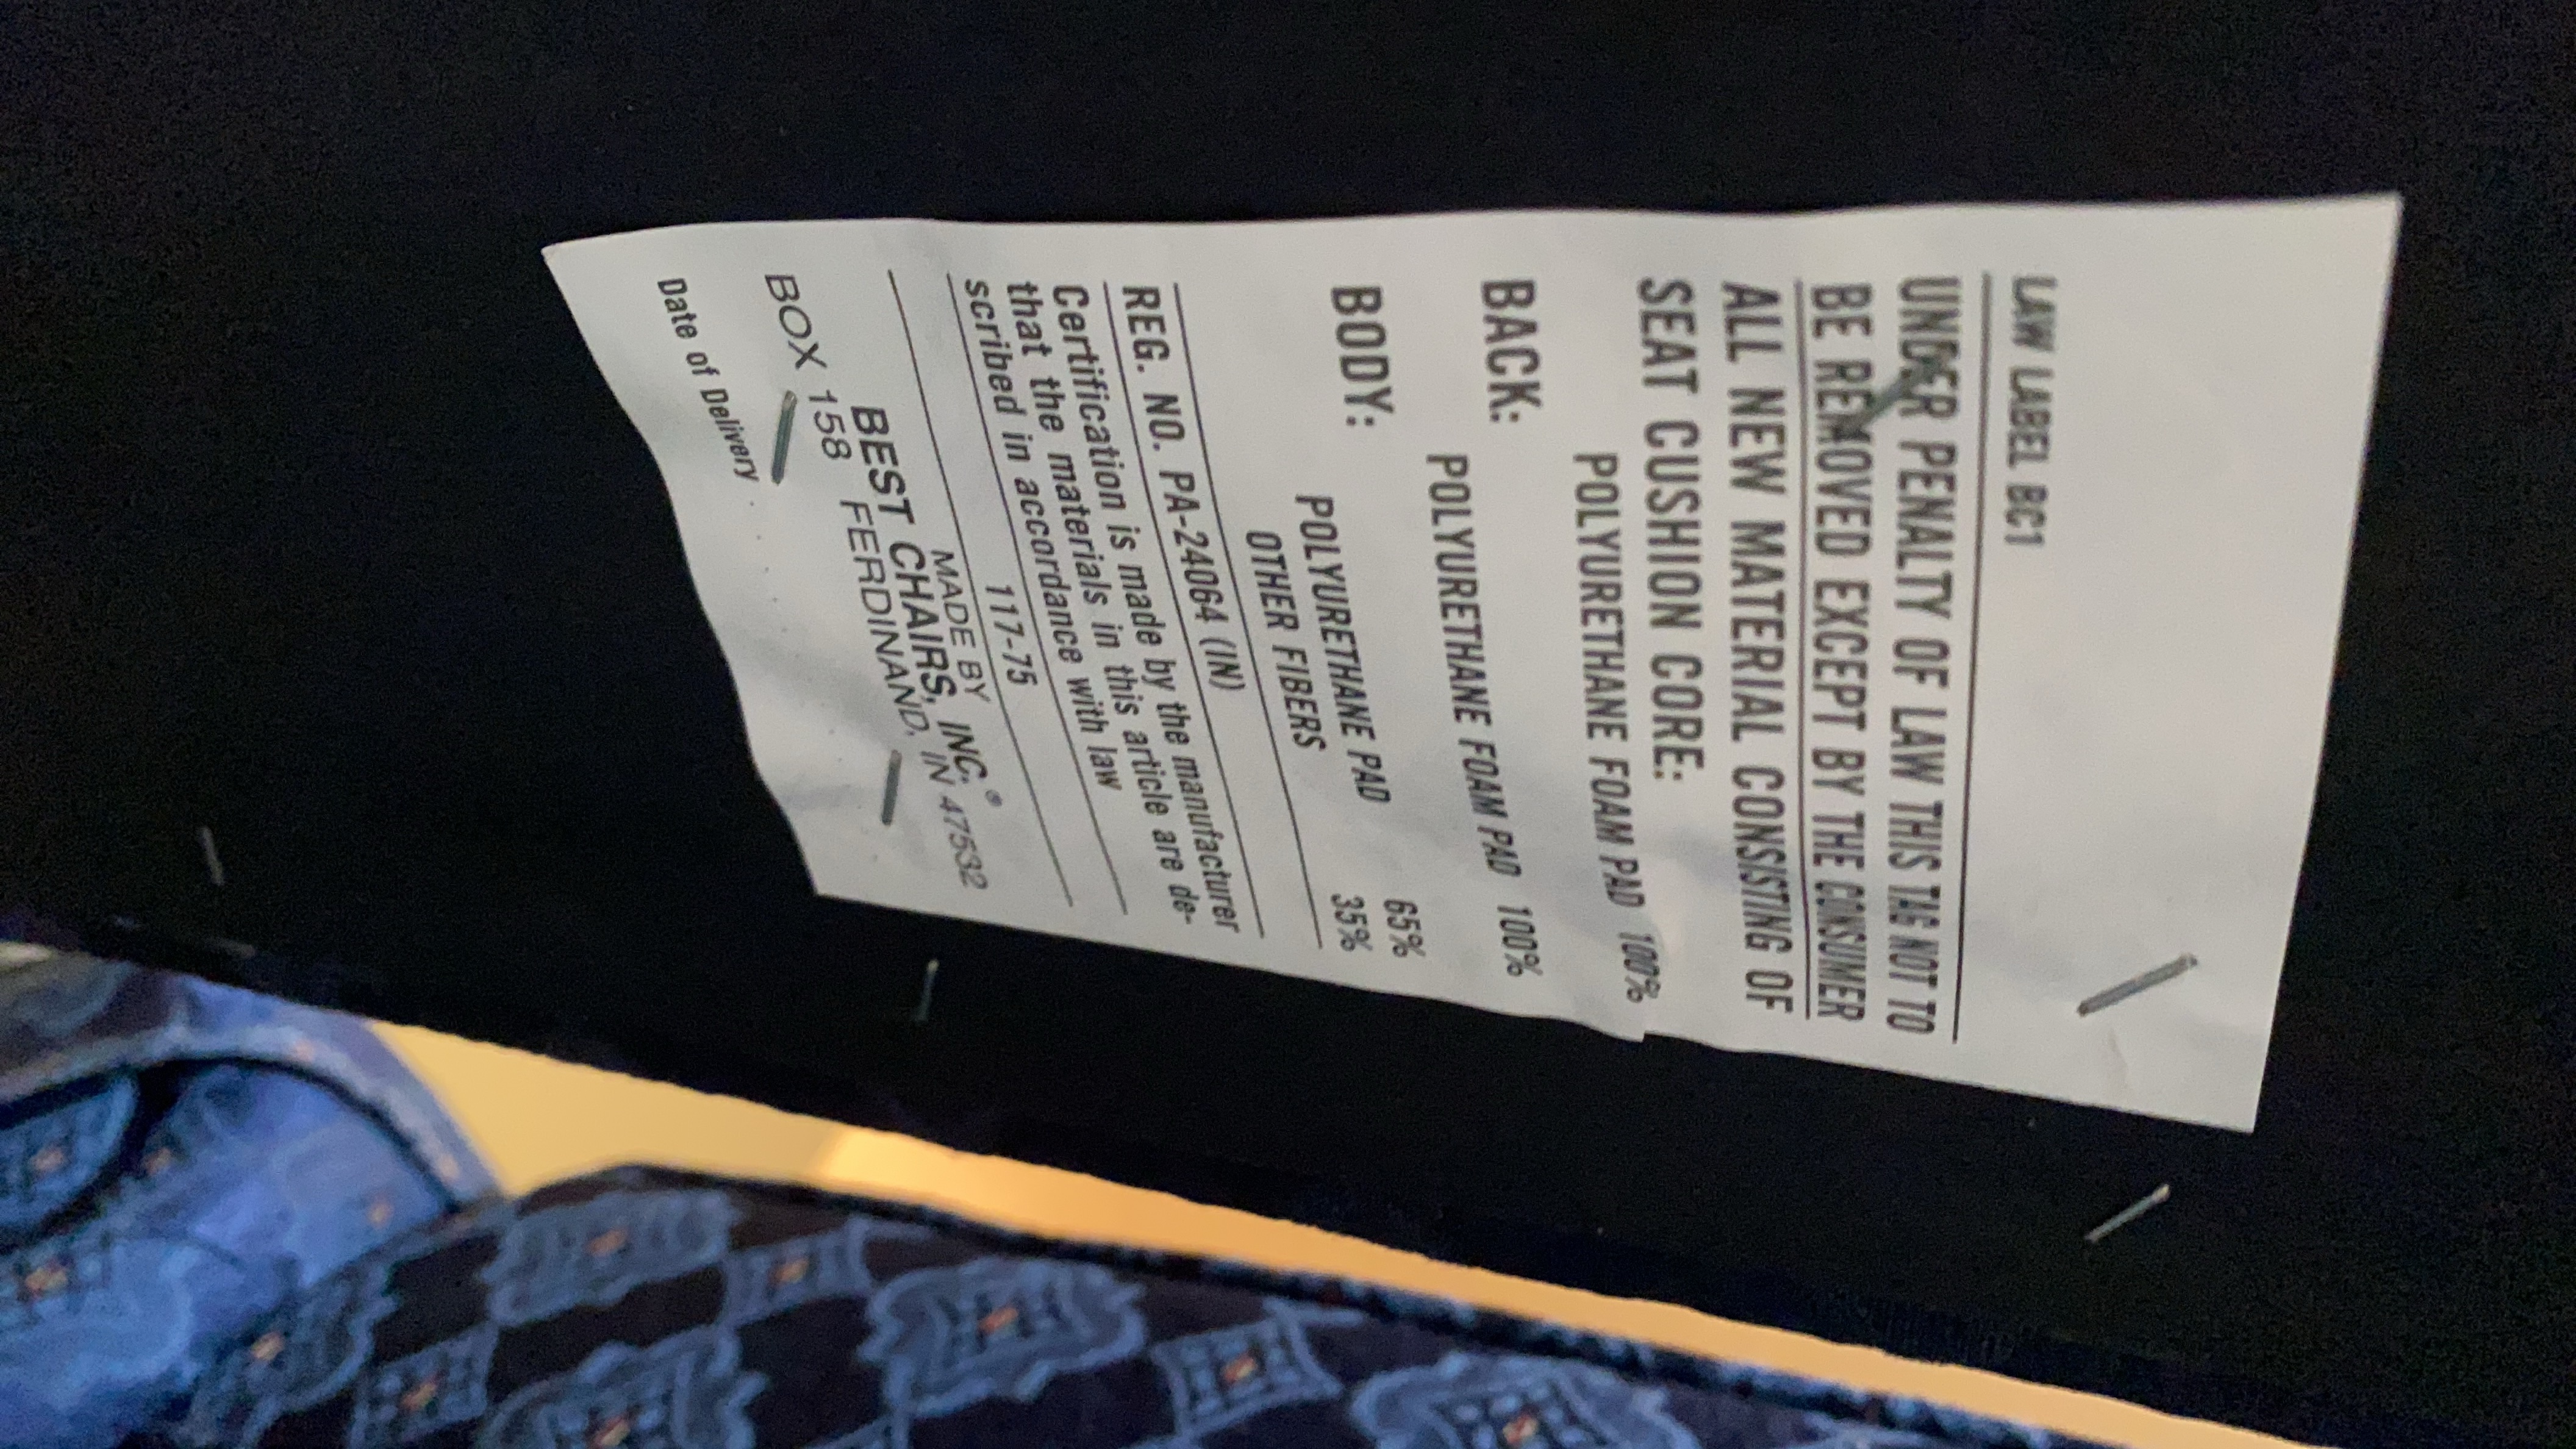 LAW LABEL BC1
UNDER PENALTY OF LAW THIS TAG NOT TO
BE REMOVED EXCEPT BY THE CONSUMER
ALL NEW MATERIAL CONSISTING OF
SEAT CUSHION CORE:
POLYURETHANE FOAM PAD 100%
BACK:
POLYURETHANE FOAM PAD 100%
BODY:
POLYURETHANE PAD 65%
OTHER FIBERS 35%
REG. NO. PA-24064 (IN)
Certification is made by the manufacturer
that the materials in this article are de-
scribed in accordance with law
117-75
MADE BY
BEST CHAIRS, INC.®
BOX 158 FERDINAND, IN 47532
Date of Delivery